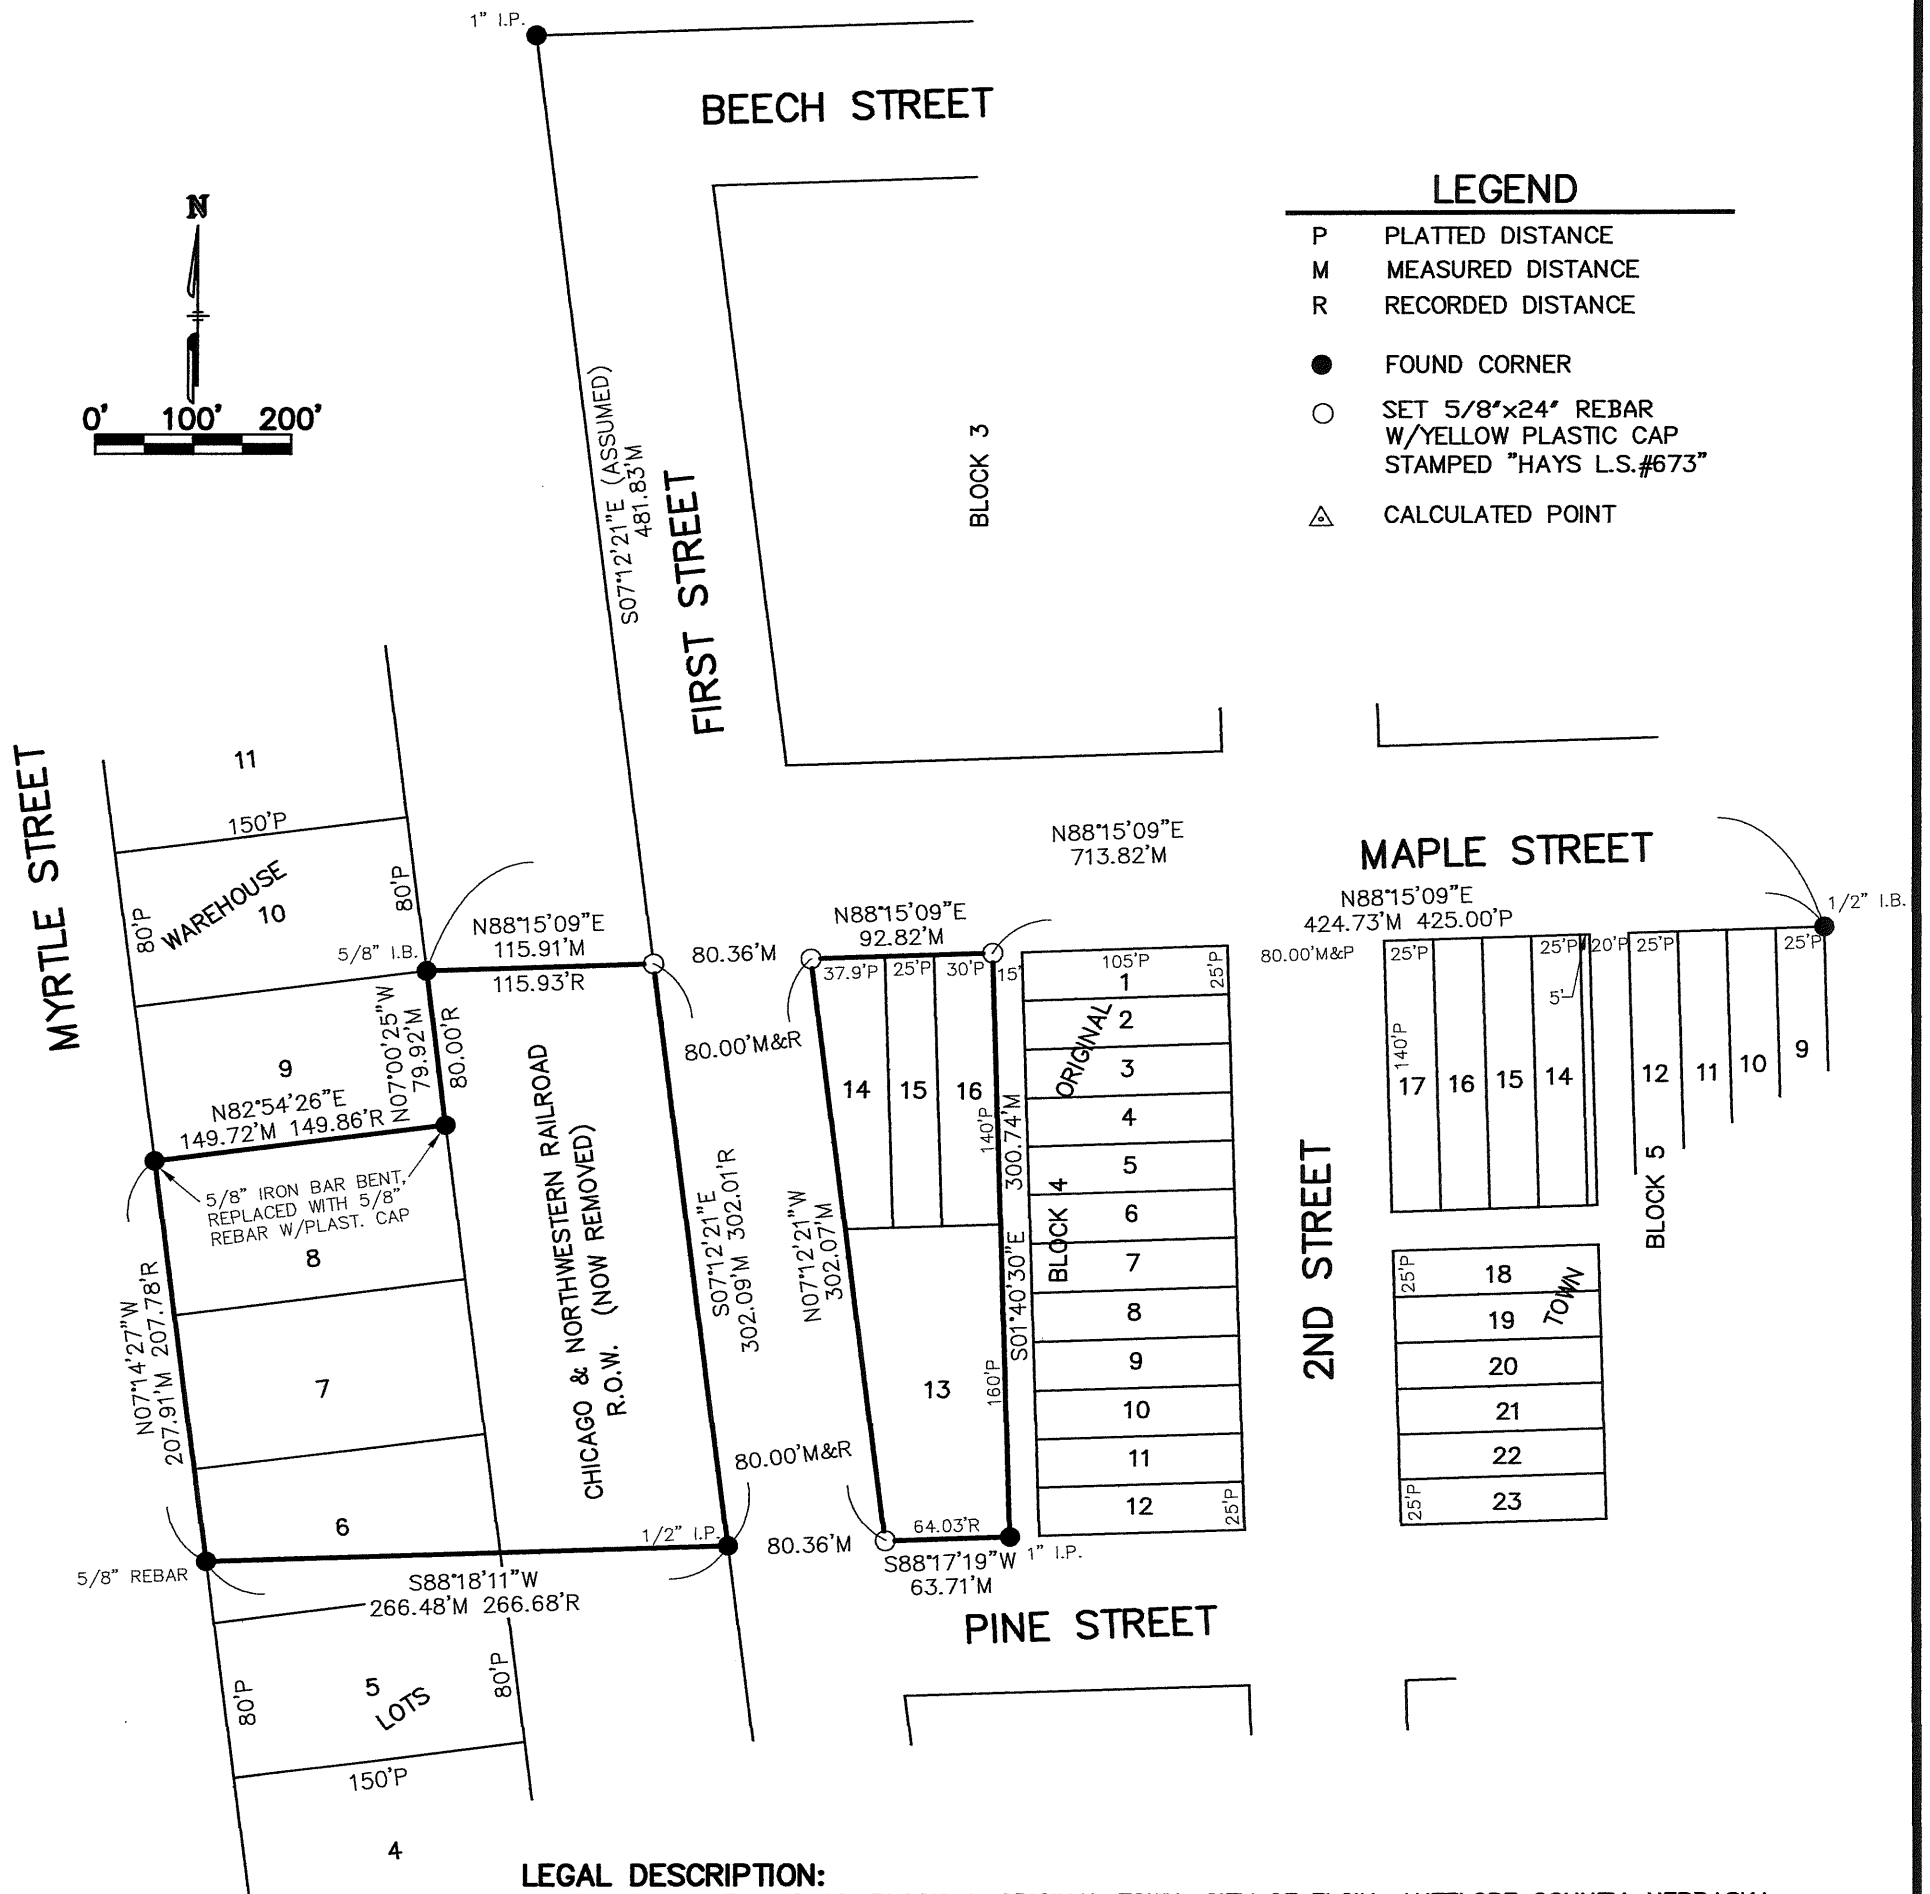 1" I.P.
BEECH STREET
N
0' 100' 200'
LEGEND
P PLATTED DISTANCE
M MEASURED DISTANCE
R RECORDED DISTANCE
FOUND CORNER
SET 5/8"x24" REBAR
W/YELLOW PLASTIC CAP
STAMPED "HAYS L.S.#673"
CALCULATED POINT
S07°12'21"E (ASSUMED)
481.83'M
FIRST STREET
BLOCK 3
MYRTLE STREET
11
150'P
80'P
WAREHOUSE
10
80'P
5/8" I.B.
N88°15'09"E
115.91'M
115.93'R
80.36'M
N88°15'09"E
92.82'M
N88°15'09"E
713.82'M
MAPLE STREET
N88°15'09"E
424.73'M 425.00'P
1/2" I.B.
37.9'P
25'P
30'P
15'
105'P
25'P
80.00'M&P
25'P
25'P
20'P
25'P
25'P
5'
80.00'M&R
N07°00'25"W
79.92'M
80.00'R
9
N82°54'26"E
149.72'M 149.86'R
5/8" IRON BAR BENT,
REPLACED WITH 5/8"
REBAR W/PLAST. CAP
8
7
6
N07°14'27"W
207.91'M 207.78'R
CHICAGO & NORTHWESTERN RAILROAD
R.O.W. (NOW REMOVED)
S07°12'21"E
302.09'M 302.01'R
N07°12'21"W
302.07'M
14
15
16
140'P
300.74'M
S01°40'30"E
13
160'P
ORIGINAL
BLOCK 4
1
2
3
4
5
6
7
8
9
10
11
12
25'P
2ND STREET
140'P
17
16
15
14
12
11
10
9
BLOCK 5
25'P
18
TOWN
19
20
21
22
23
25'P
80.00'M&R
1/2" I.P.
80.36'M
64.03'R
1" I.P.
S88°17'19"W
63.71'M
5/8" REBAR
S88°18'11"W
266.48'M 266.68'R
PINE STREET
80'P
5
LOTS
80'P
150'P
4
LEGAL DESCRIPTION: